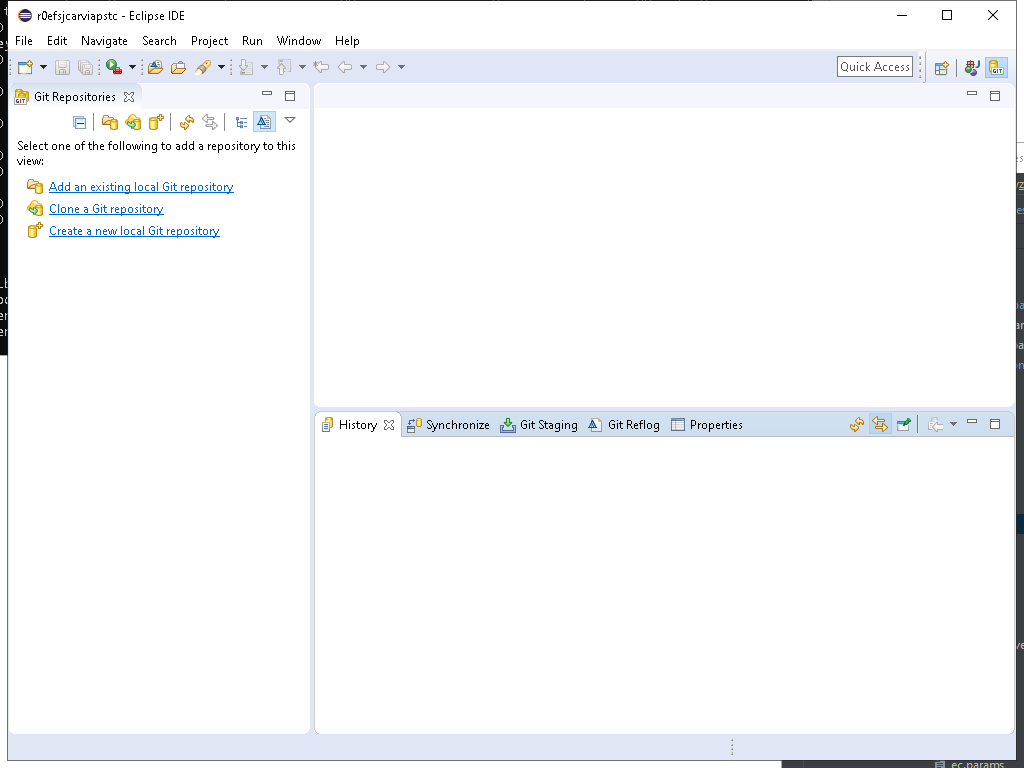 r0efsjcarviapstc - Eclipse IDE
File Edit Navigate Search Project Run Window Help
Quick Access
GIT
GIT Git Repositories
Select one of the following to add a repository to this
view:
Add an existing local Git repository
Clone a Git repository
Create a new local Git repository
History Synchronize Git Staging Git Reflog Properties
ec.params